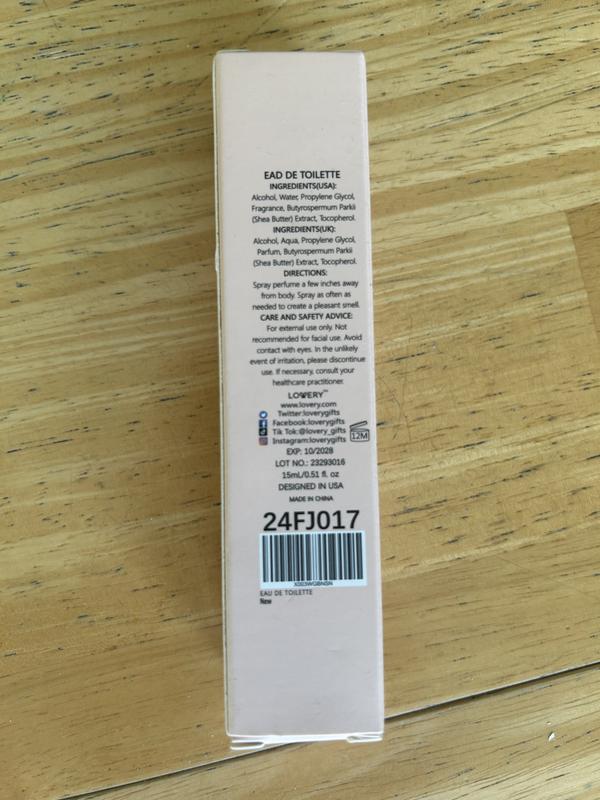 EAD DE TOILETTE
INGREDIENTS(USA):
Alcohol, Water, Propylene Glycol,
Fragrance, Butyrospermum Parkii
(Shea Butter) Extract, Tocopherol.
INGREDIENTS(UK):
Alcohol, Aqua, Propylene Glycol,
Parfum, Butyrospermum Parkii
(Shea Butter) Extract, Tocopherol.
DIRECTIONS:
Spray perfume a few inches away
from body. Spray as often as
needed to create a pleasant smell.
CARE AND SAFETY ADVICE:
For external use only. Not
recommended for facial use. Avoid
contact with eyes. In the unlikely
event of irritation, please discontinue
use. If necessary, consult your
healthcare practitioner.
LOVERY™
www.lovery.com
Twitter:loverygifts
Facebook:loverygifts
Tik Tok:@lovery_gifts
Instagram:loverygifts
12M
EXP: 10/2028
LOT NO.: 23293016
15mL/0.51 fl. oz
DESIGNED IN USA
MADE IN CHINA
24FJ017
X003WGBNSN
EAU DE TOILETTE
New